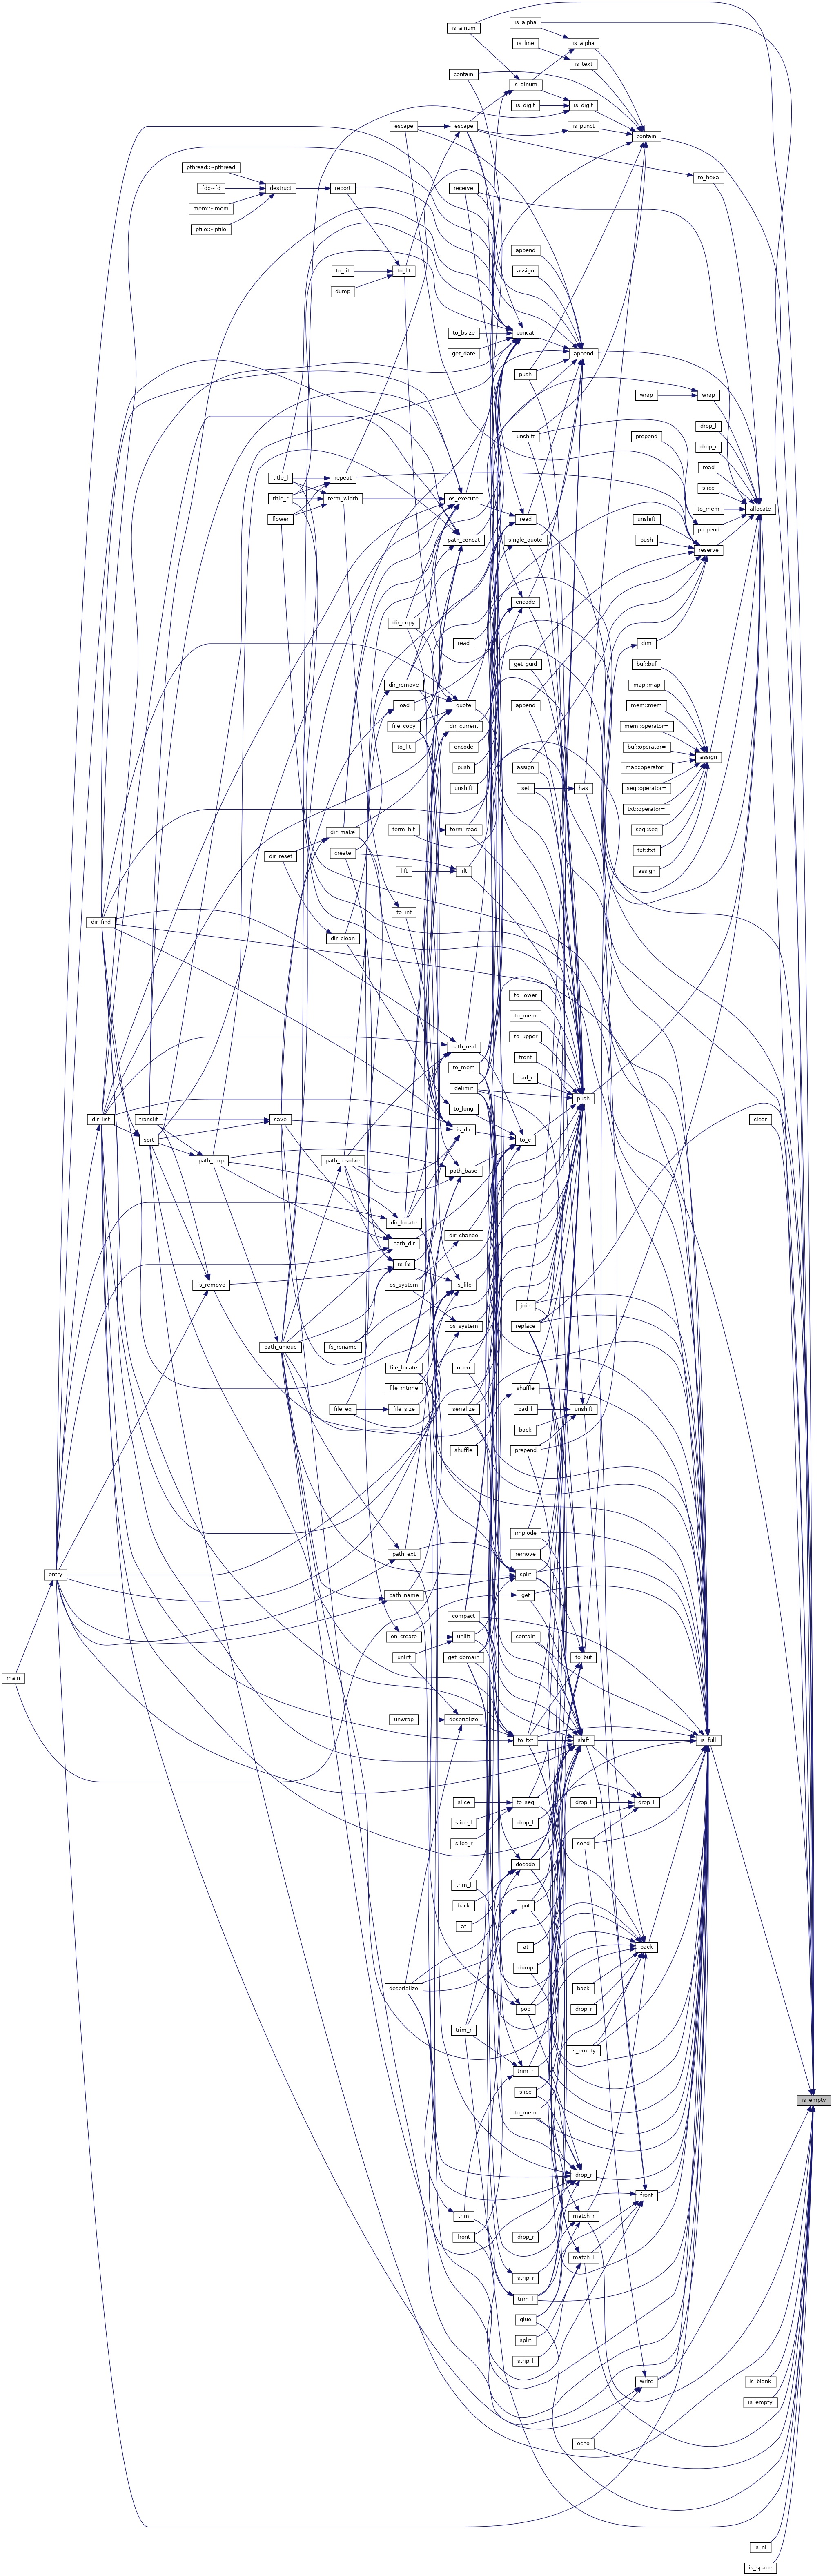 is_alnum
is_alpha
is_line
is_alpha
is_text
contain
is_alnum
is_digit
is_digit
escape
escape
is_punct
contain
pthread::~pthread
fd::~fd
mem::~mem
pfile::~pfile
destruct
report
receive
to_hexa
append
assign
to_lit
dump
to_lit
to_bsize
get_date
concat
append
push
wrap
wrap
drop_l
drop_r
read
slice
to_mem
allocate
unshift
prepend
title_l
title_r
flower
repeat
term_width
os_execute
read
unshift
push
prepend
reserve
path_concat
single_quote
encode
dir_copy
read
dim
get_guid
buf::buf
map::map
mem::mem
mem::operator=
buf::operator=
map::operator=
seq::operator=
txt::operator=
seq::seq
txt::txt
assign
assign
dir_remove
load
quote
append
file_copy
dir_current
to_lit
encode
push
unshift
assign
set
has
dir_make
term_hit
term_read
create
dir_reset
lift
lift
to_int
dir_find
dir_clean
to_lower
to_mem
to_upper
front
pad_r
push
path_real
to_mem
delimit
to_long
dir_list
translit
save
is_dir
to_c
sort
path_tmp
path_resolve
path_base
clear
dir_locate
path_dir
dir_change
is_fs
fs_remove
os_system
is_file
join
os_system
replace
path_unique
fs_rename
file_locate
open
file_mtime
shuffle
file_eq
file_size
serialize
pad_l
unshift
back
shuffle
prepend
implode
path_ext
remove
entry
split
path_name
get
compact
on_create
unlift
contain
unlift
get_domain
to_buf
main
unwrap
deserialize
to_txt
shift
is_full
slice
to_seq
drop_l
drop_l
slice_l
drop_l
slice_r
send
decode
trim_l
back
put
at
at
back
dump
deserialize
back
pop
drop_r
trim_r
is_empty
trim_r
slice
is_empty
to_mem
drop_r
front
trim
match_r
front
drop_r
match_l
strip_r
trim_l
glue
split
strip_l
write
is_blank
is_empty
echo
is_nl
is_space